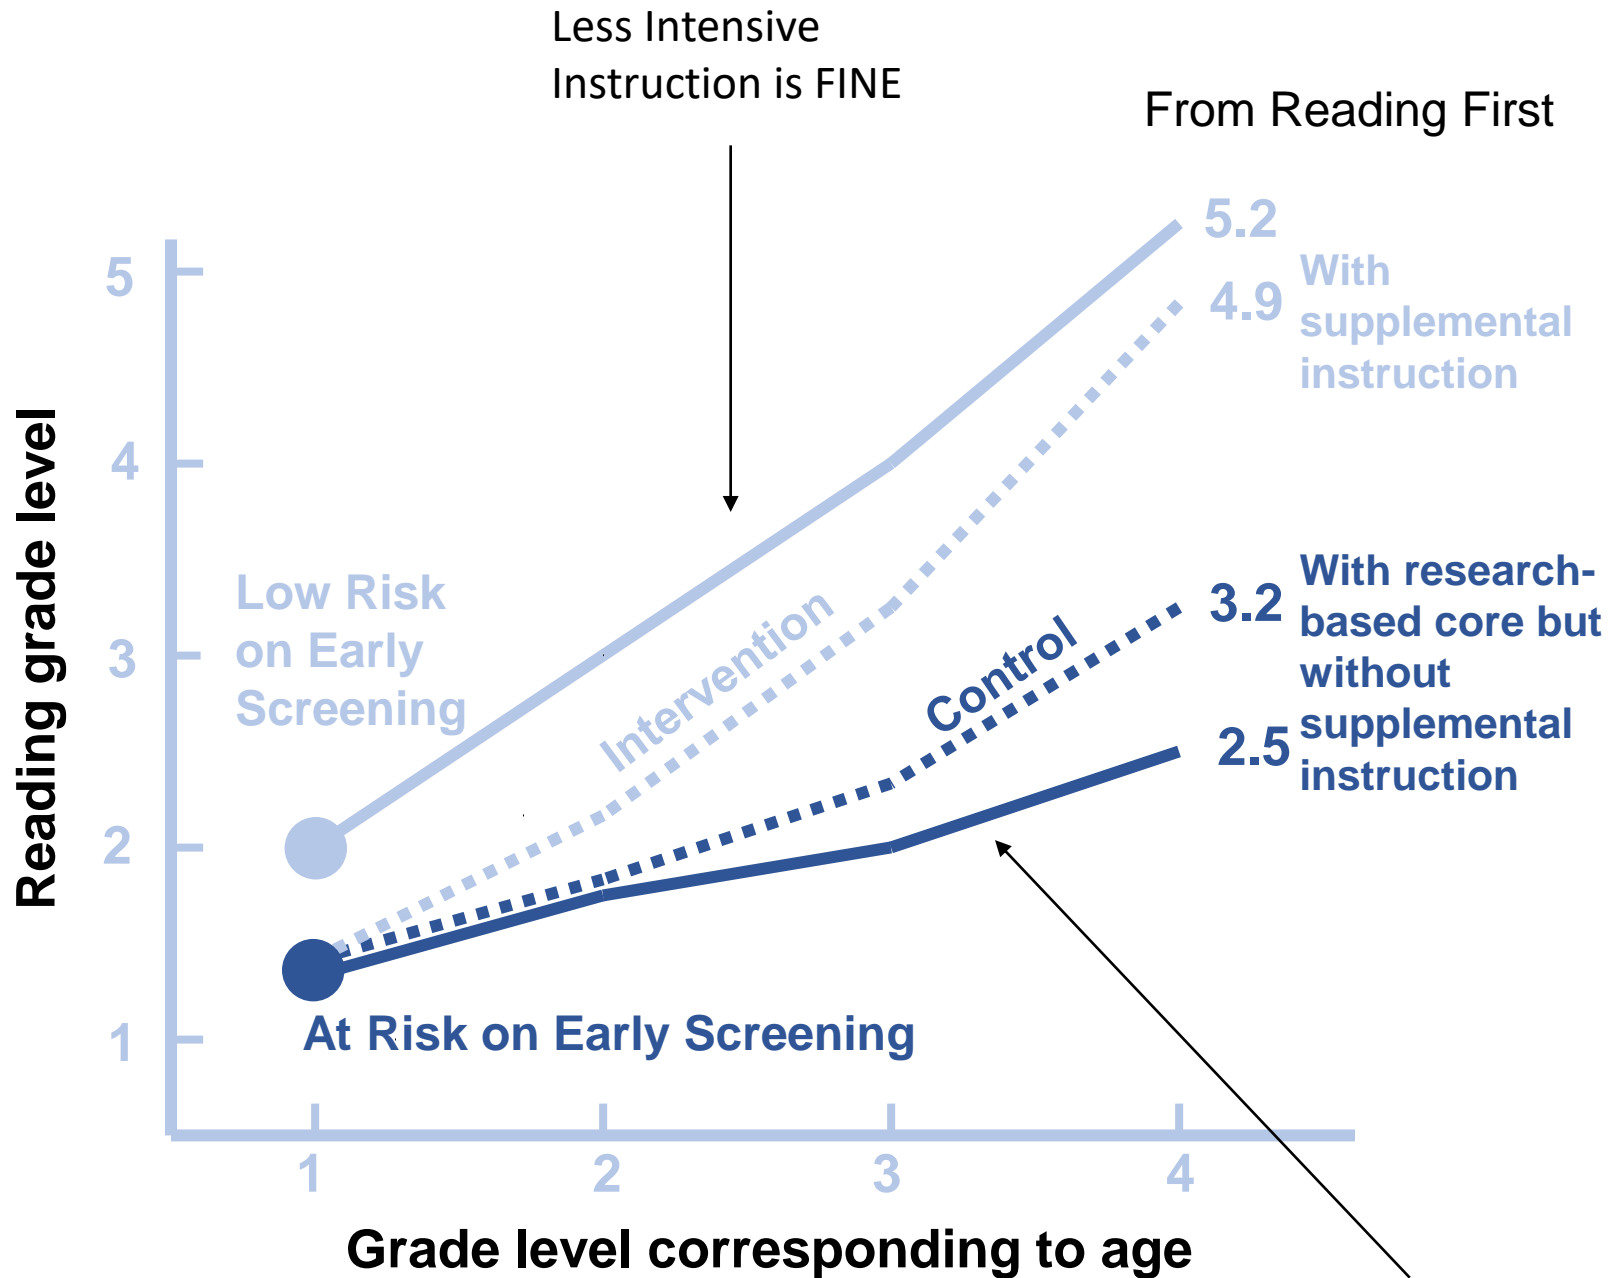 Less Intensive
Instruction is FINE
From Reading First
5.2
With
supplemental
instruction
4.9
5
4
3
2
1
Reading grade level
Low Risk
on Early
Screening
Intervention
Control
3.2
With research-
based core but
without
supplemental
instruction
2.5
At Risk on Early Screening
1
2
3
4
Grade level corresponding to age